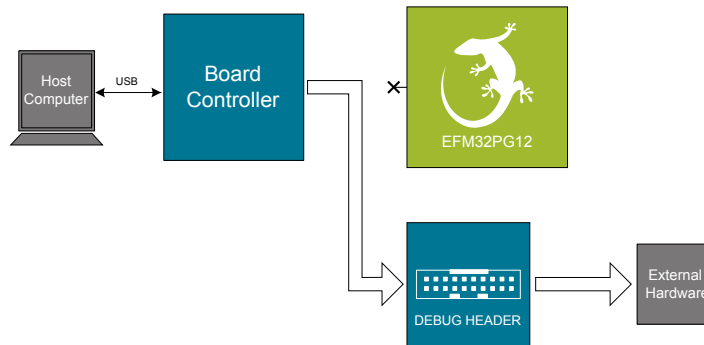 Host
Computer
USB
Board
Controller
EFM32PG12
DEBUG HEADER
External
Hardware